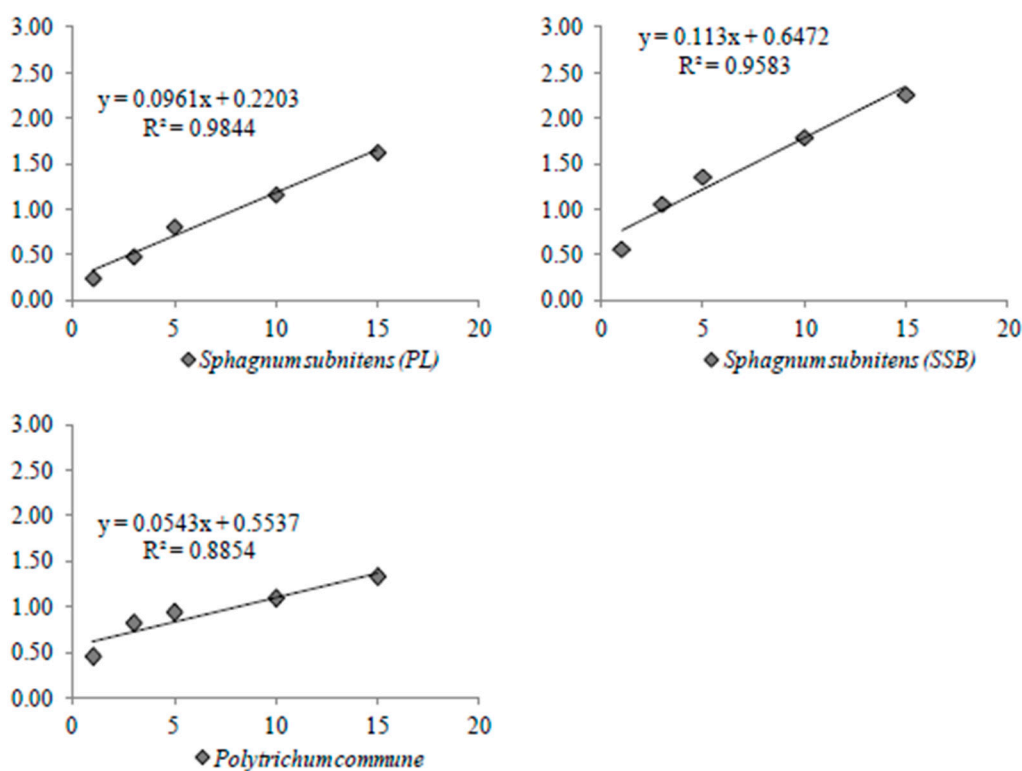 3.00
2.50
2.00
1.50
1.00
0.50
0.00
y = 0.0961x + 0.2203
R² = 0.9844
0 5 10 15 20
Sphagnum subnitens (PL)
3.00
2.50
2.00
1.50
1.00
0.50
0.00
y = 0.113x + 0.6472
R² = 0.9583
0 5 10 15 20
Sphagnum subnitens (SSB)
3.00
2.50
2.00
1.50
1.00
0.50
0.00
y = 0.0543x + 0.5537
R² = 0.8854
0 5 10 15 20
Polytrichum commune